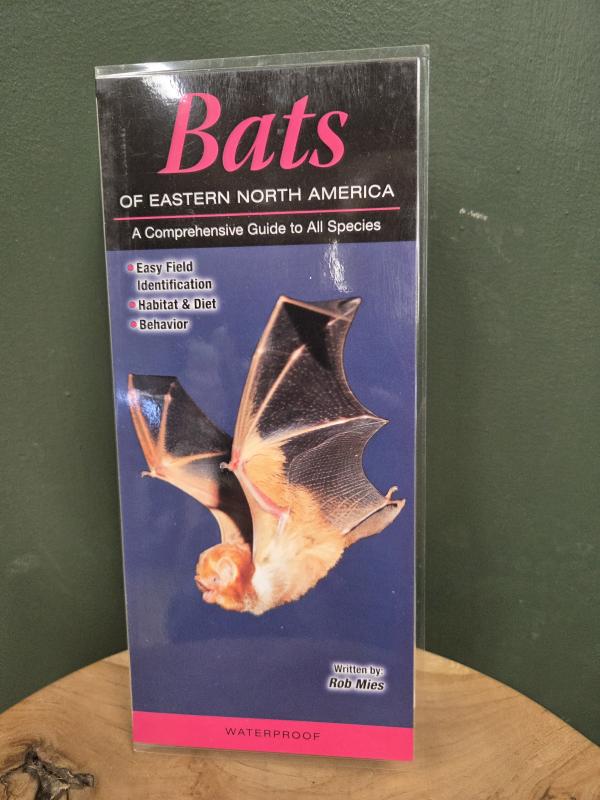 Bats
OF EASTERN NORTH AMERICA
A Comprehensive Guide to All Species
• Easy Field
Identification
• Habitat & Diet
• Behavior
Written by:
Rob Mies
WATERPROOF